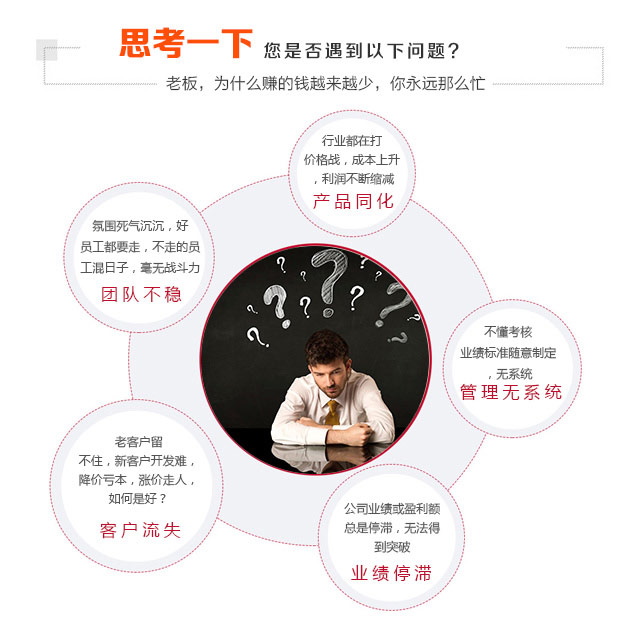 思考一下 您是否遇到以下问题？
老板，为什么赚的钱越来越少，你永远那么忙
行业都在打
价格战，成本上升
，利润不断缩减
产品同化
氛围死气沉沉，好
员工都要走，不走的员
工混日子，毫无战斗力
团队不稳
不懂考核
业绩标准随意制定
，无系统
管理无系统
老客户留
不住，新客户开发难，
降价亏本，涨价走人，
如何是好？
客户流失
公司业绩或盈利额
总是停滞，无法得
到突破
业绩停滞